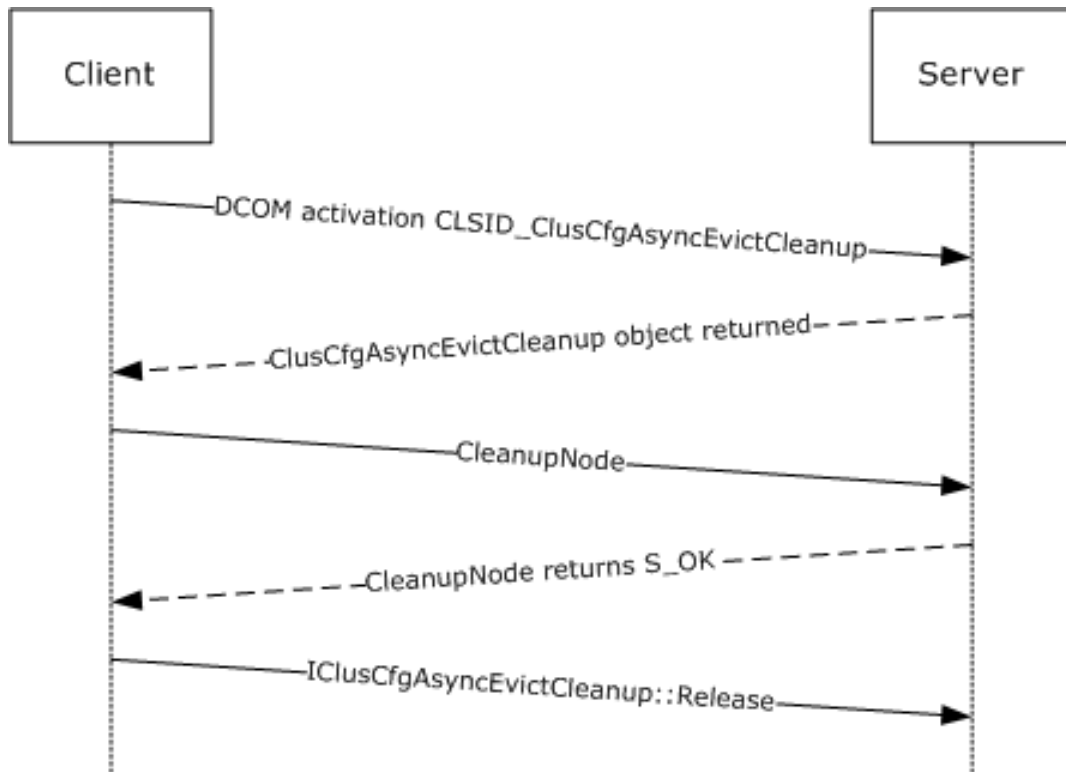 Client
Server
DCOM activation CLSID_ClusCfgAsyncEvictCleanup
ClusCfgAsyncEvictCleanup object returned
CleanupNode
CleanupNode returns S_OK
IClusCfgAsyncEvictCleanup::Release